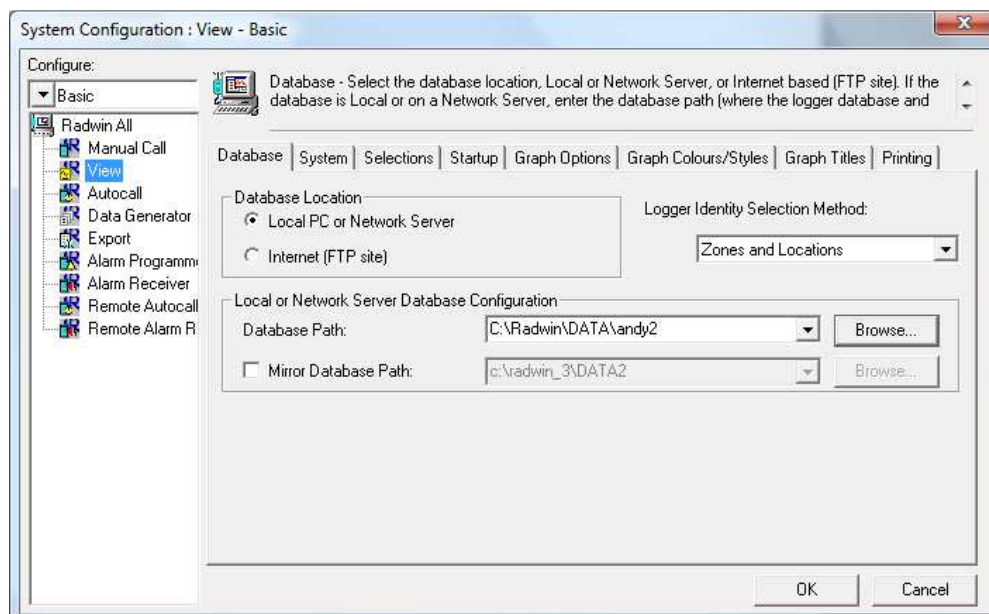 System Configuration : View - Basic
Configure:
Basic
Radwin All
Manual Call
View
Autocall
Data Generator
Export
Alarm Programm
Alarm Receiver
Remote Autocall
Remote Alarm R
Database - Select the database location, Local or Network Server, or Internet based (FTP site). If the
database is Local or on a Network Server, enter the database path (where the logger database and
Database System Selections Startup Graph Options Graph Colours/Styles Graph Titles Printing
Database Location
Local PC or Network Server
Internet (FTP site)
Logger Identity Selection Method:
Zones and Locations
Local or Network Server Database Configuration
Database Path: C:\Radwin\DATA\andy2 Browse...
Mirror Database Path: c:\radwin_3\DATA2 Browse...
OK Cancel